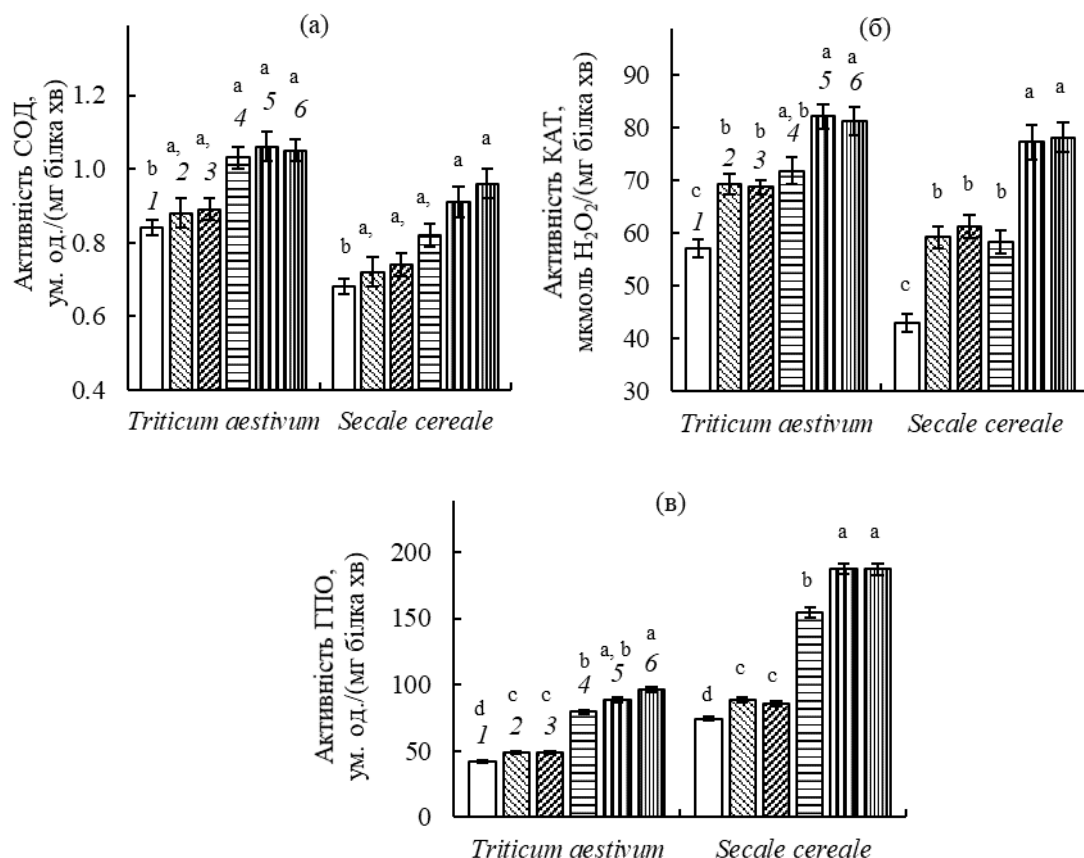 (а)
Активність СОД,
ум. од./(мг білка хв)
1.2
1.0
0.8
0.6
0.4
b a, a, a a a
1 2 3 4 5 6
b a, a, a, a a
Triticum aestivum Secale cereale
(б)
Активність КАТ,
мкмоль H₂O₂/(мг білка хв)
90
80
70
60
50
40
30
c b b a, b a a
1 2 3 4 5 6
c b b b a a
Triticum aestivum Secale cereale
(в)
Активність ГПО,
ум. од./(мг білка хв)
200
150
100
50
0
d c c b a, b a
1 2 3 4 5 6
d c c b a a
Triticum aestivum Secale cereale